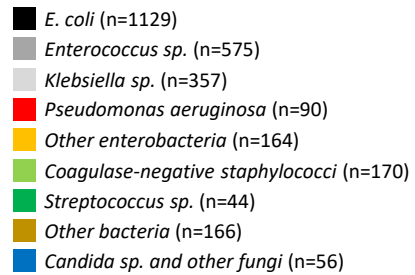 E. coli (n=1129)
Enterococcus sp. (n=575)
Klebsiella sp. (n=357)
Pseudomonas aeruginosa (n=90)
Other enterobacteria (n=164)
Coagulase-negative staphylococci (n=170)
Streptococcus sp. (n=44)
Other bacteria (n=166)
Candida sp. and other fungi (n=56)